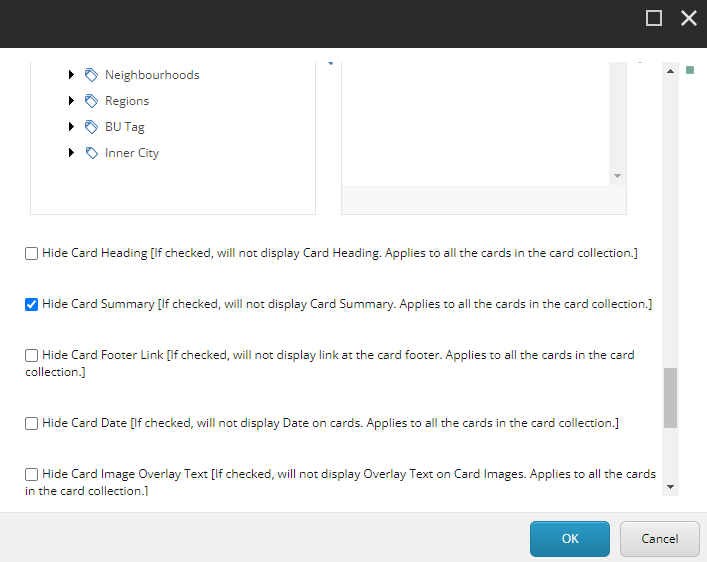 Neighbourhoods
Regions
BU Tag
Inner City
Hide Card Heading [If checked, will not display Card Heading. Applies to all the cards in the card collection.]
Hide Card Summary [If checked, will not display Card Summary. Applies to all the cards in the card collection.]
Hide Card Footer Link [If checked, will not display link at the card footer. Applies to all the cards in the card
collection.]
Hide Card Date [If checked, will not display Date on cards. Applies to all the cards in the card collection.]
Hide Card Image Overlay Text [If checked, will not display Overlay Text on Card Images. Applies to all the cards
in the card collection.]
OK
Cancel